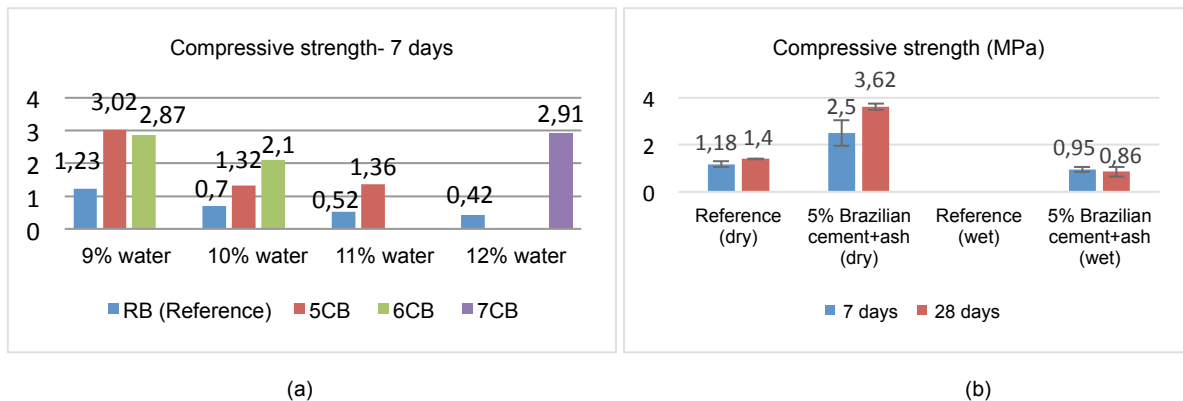 Compressive strength- 7 days
4
3
2
1
0
1,23
3,02
2,87
0,7
1,32
2,1
0,52
1,36
0,42
2,91
9% water
10% water
11% water
12% water
RB (Reference)
5CB
6CB
7CB
(a)
Compressive strength (MPa)
4
2
0
1,18
1,4
2,5
3,62
0,95
0,86
Reference
(dry)
5% Brazilian
cement+ash
(dry)
Reference
(wet)
5% Brazilian
cement+ash
(wet)
7 days
28 days
(b)